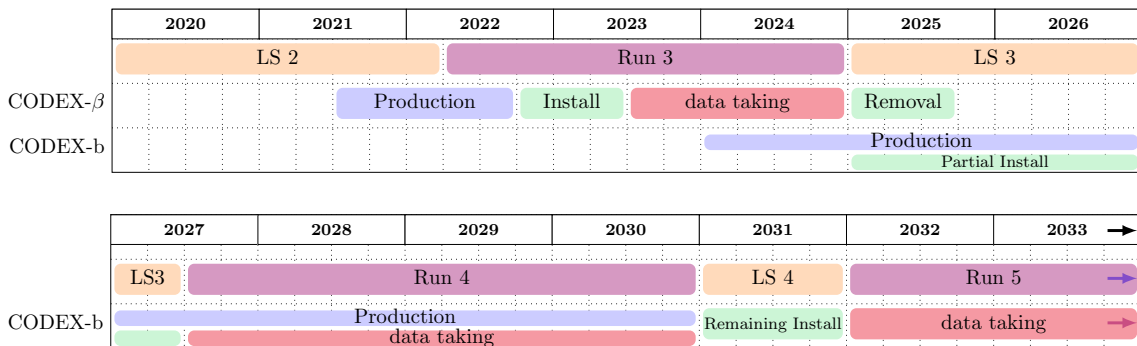 2020 2021 2022 2023 2024 2025 2026
LS 2 Run 3 LS 3
CODEX-β Production Install data taking Removal
CODEX-b Production
Partial Install
2027 2028 2029 2030 2031 2032 2033
LS3 Run 4 LS 4 Run 5
CODEX-b Production Remaining Install data taking
data taking